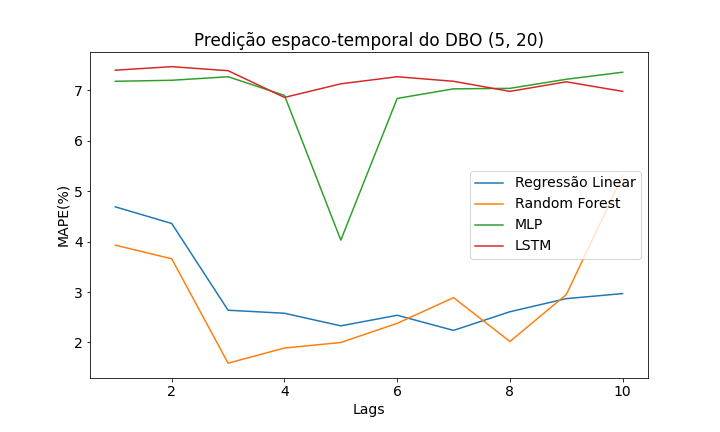 Predição espaco-temporal do DBO (5, 20)
MAPE(%)
7
6
5
4
3
2
Regressão Linear
Random Forest
MLP
LSTM
2 4 6 8 10
Lags